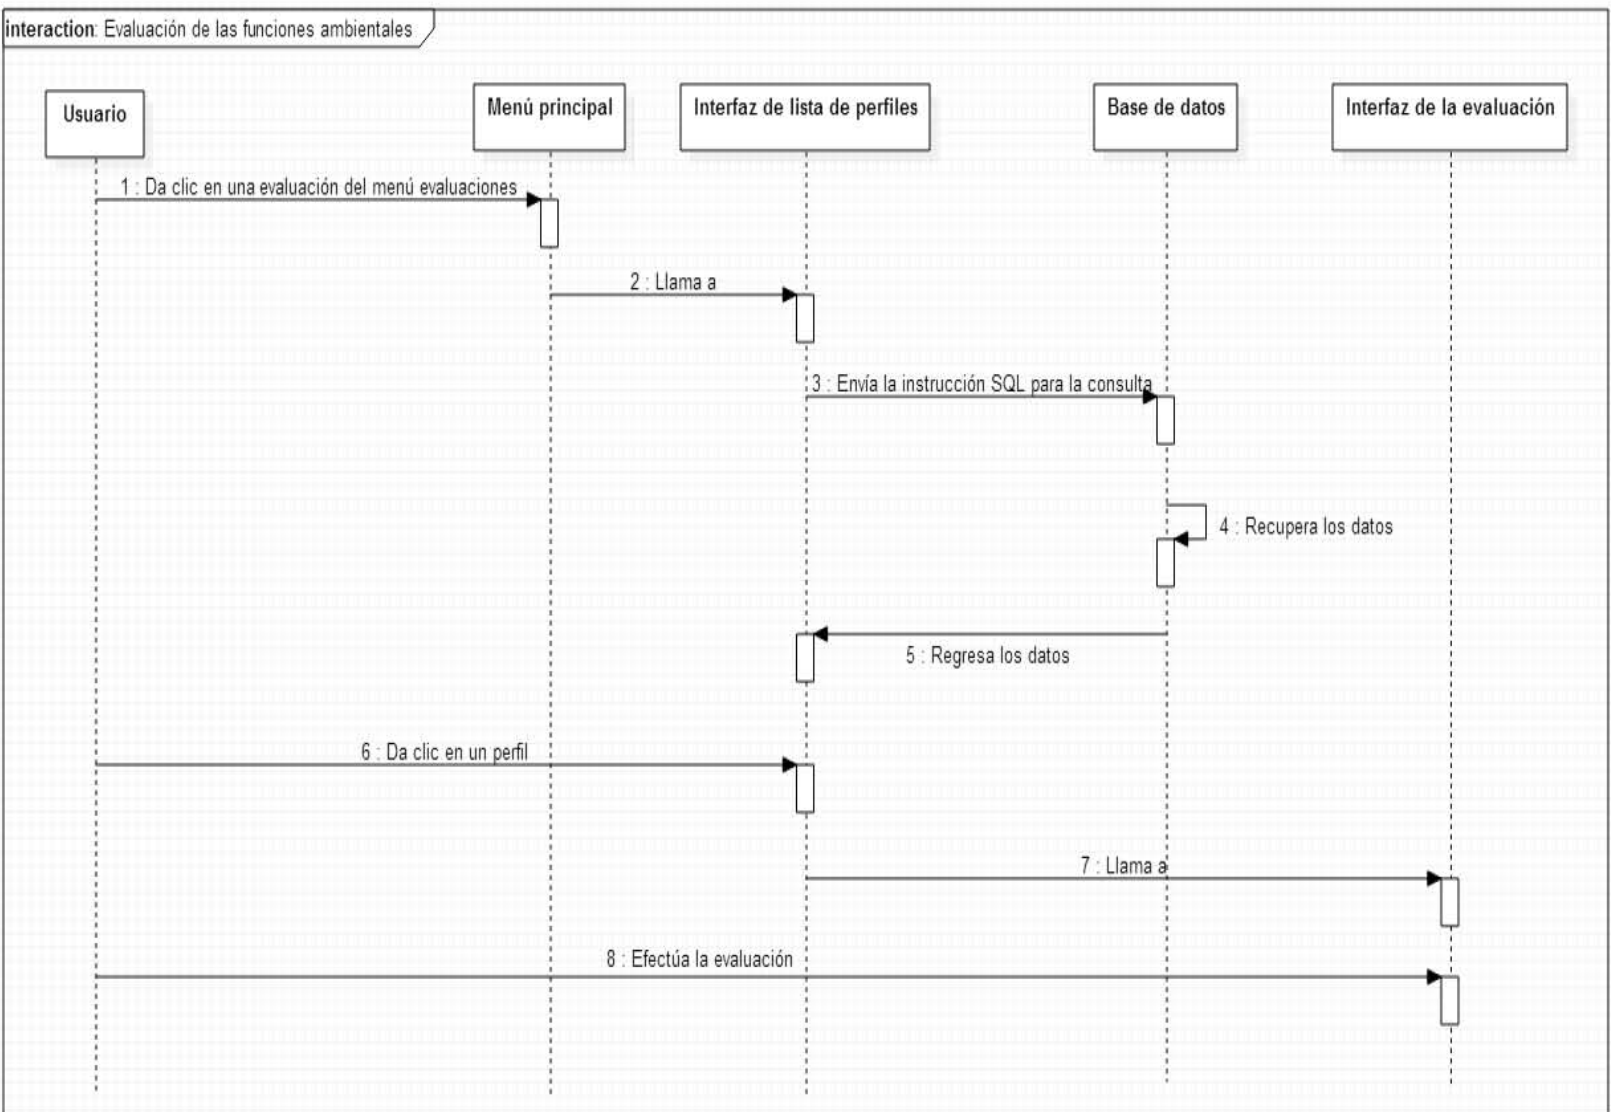 interaction: Evaluación de las funciones ambientales
Usuario
Menú principal
Interfaz de lista de perfiles
Base de datos
Interfaz de la evaluación
1 : Da clic en una evaluación del menú evaluaciones
2 : Llama a
3 : Envía la instrucción SQL para la consulta
4 : Recupera los datos
5 : Regresa los datos
6 : Da clic en un perfil
7 : Llama a
8 : Efectúa la evaluación